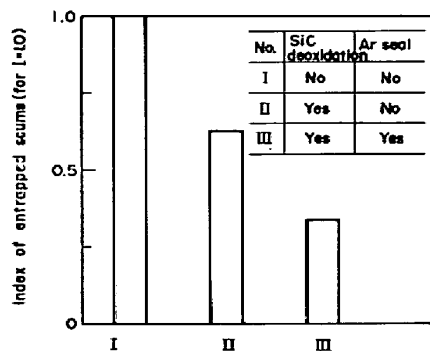 Index of entrapped scums (for I=1.0)
1.0
0.5
0
No. SiC deoxidation Ar seal
I No No
II Yes No
III Yes Yes
I II III